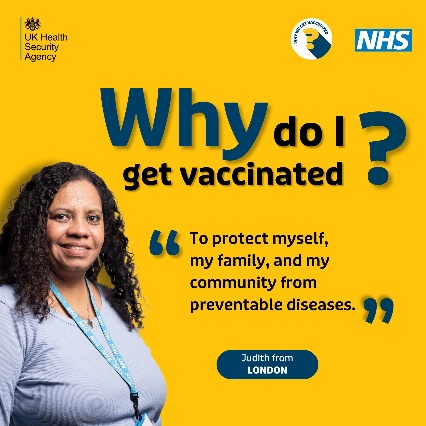 UK Health
Security
Agency
NHS
Why do I
get vaccinated ?
“ To protect myself,
my family, and my
community from
preventable diseases. ”
Judith from
LONDON